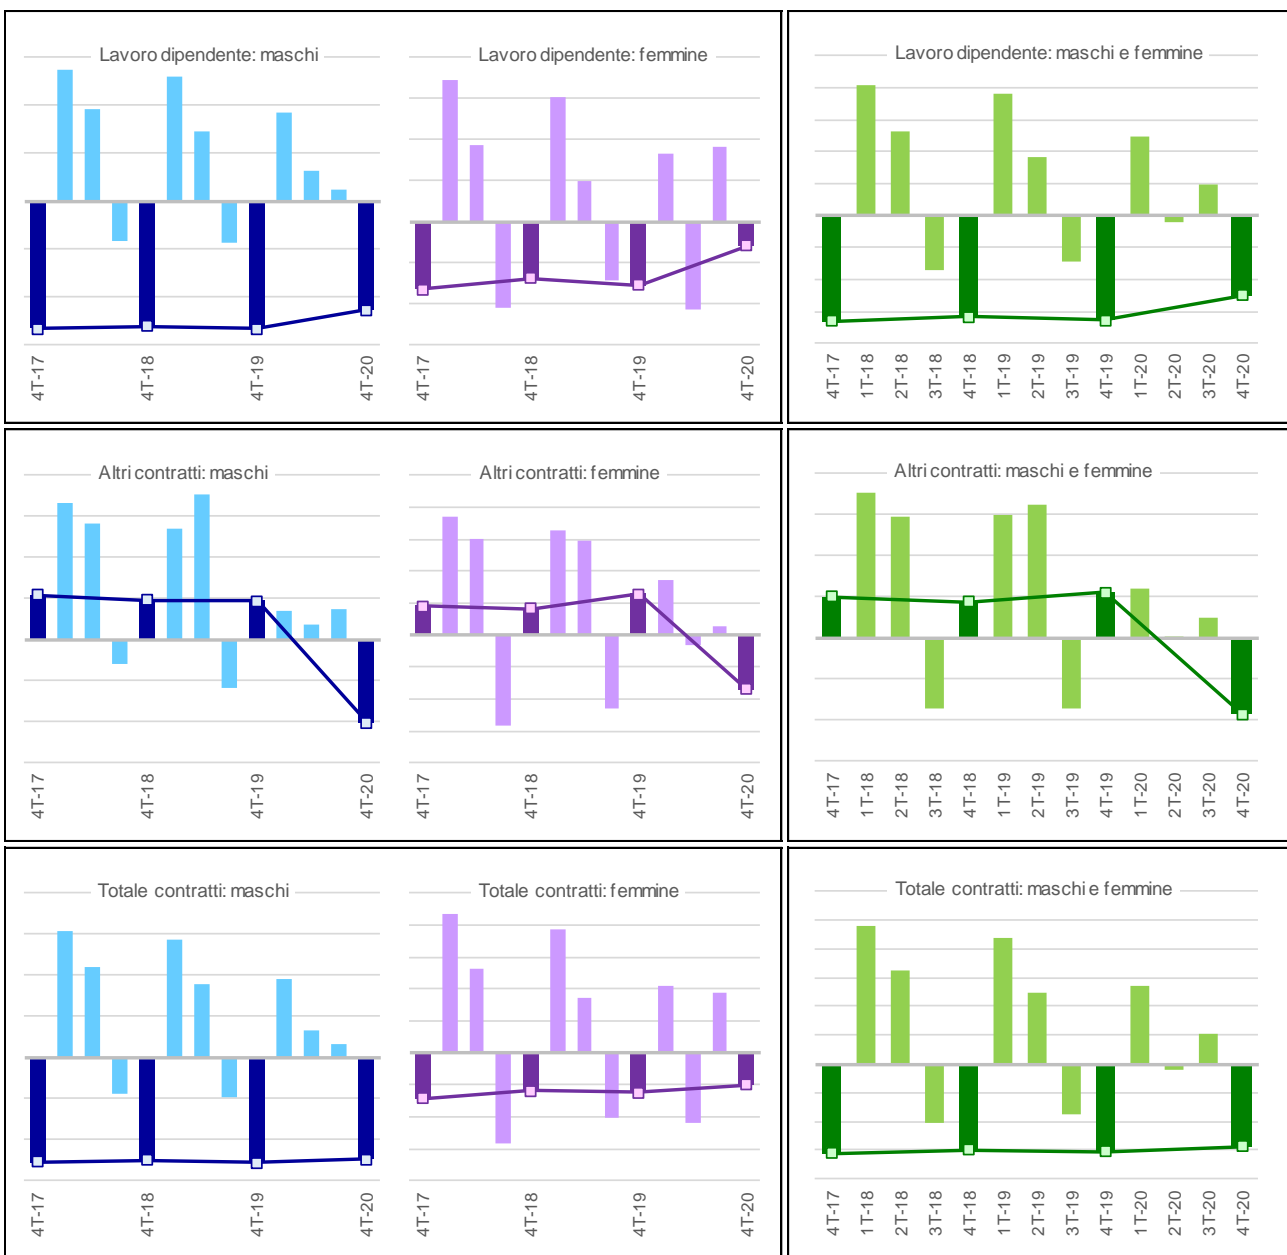 Lavoro dipendente: maschi
4T-17
4T-18
4T-19
4T-20
Lavoro dipendente: femmine
4T-17
4T-18
4T-19
4T-20
Lavoro dipendente: maschi e femmine
4T-17
1T-18
2T-18
3T-18
4T-18
1T-19
2T-19
3T-19
4T-19
1T-20
2T-20
3T-20
4T-20
Altri contratti: maschi
4T-17
4T-18
4T-19
4T-20
Altri contratti: femmine
4T-17
4T-18
4T-19
4T-20
Altri contratti: maschi e femmine
4T-17
1T-18
2T-18
3T-18
4T-18
1T-19
2T-19
3T-19
4T-19
1T-20
2T-20
3T-20
4T-20
Totale contratti: maschi
4T-17
4T-18
4T-19
4T-20
Totale contratti: femmine
4T-17
4T-18
4T-19
4T-20
Totale contratti: maschi e femmine
4T-17
1T-18
2T-18
3T-18
4T-18
1T-19
2T-19
3T-19
4T-19
1T-20
2T-20
3T-20
4T-20